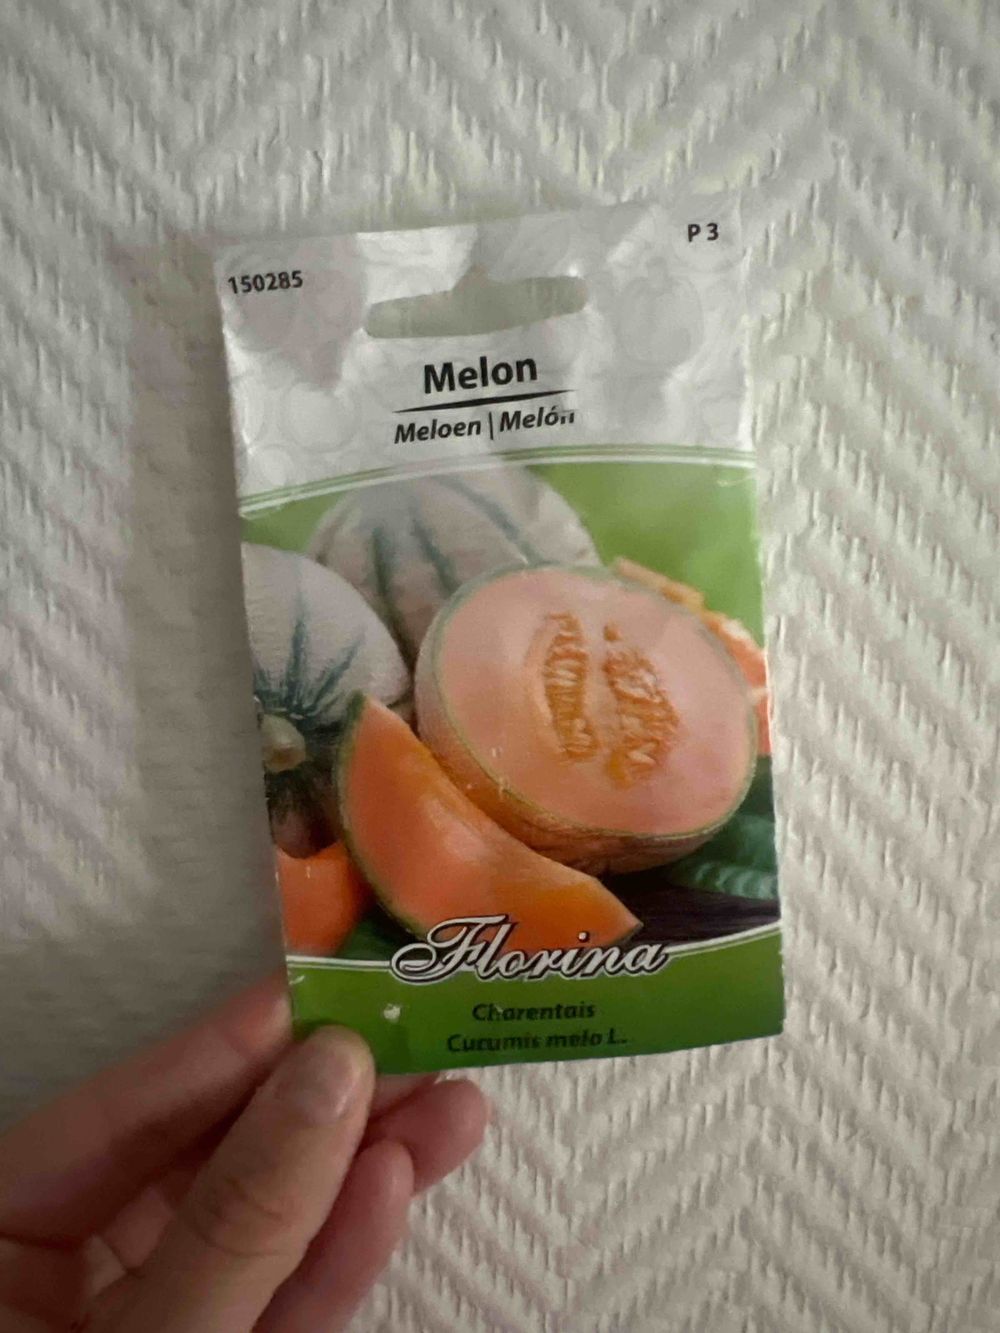 150285
P 3
Melon
Meloen | Melón
Florina
Charentais
Cucumis melo L.